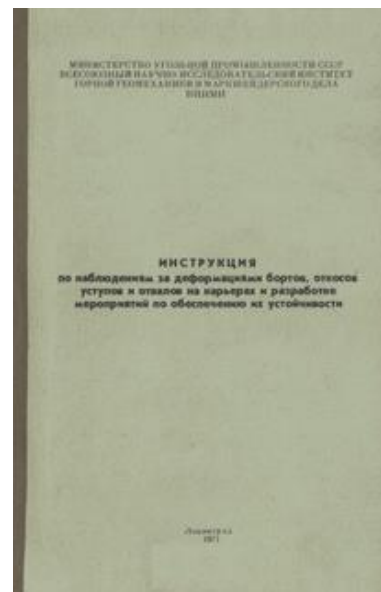 МИНИСТЕРСТВО УГОЛЬНОЙ ПРОМЫШЛЕННОСТИ СССР
ВСЕСОЮЗНЫЙ НАУЧНО-ИССЛЕДОВАТЕЛЬСКИЙ ИНСТИТУТ
ГОРНОЙ ГЕОМЕХАНИКИ И МАРКШЕЙДЕРСКОГО ДЕЛА
ВНИМИ
ИНСТРУКЦИЯ
по наблюдениям за деформациями бортов, откосов
уступов и отвалов на карьерах и разработке
мероприятий по обеспечению их устойчивости
Ленинград
1971